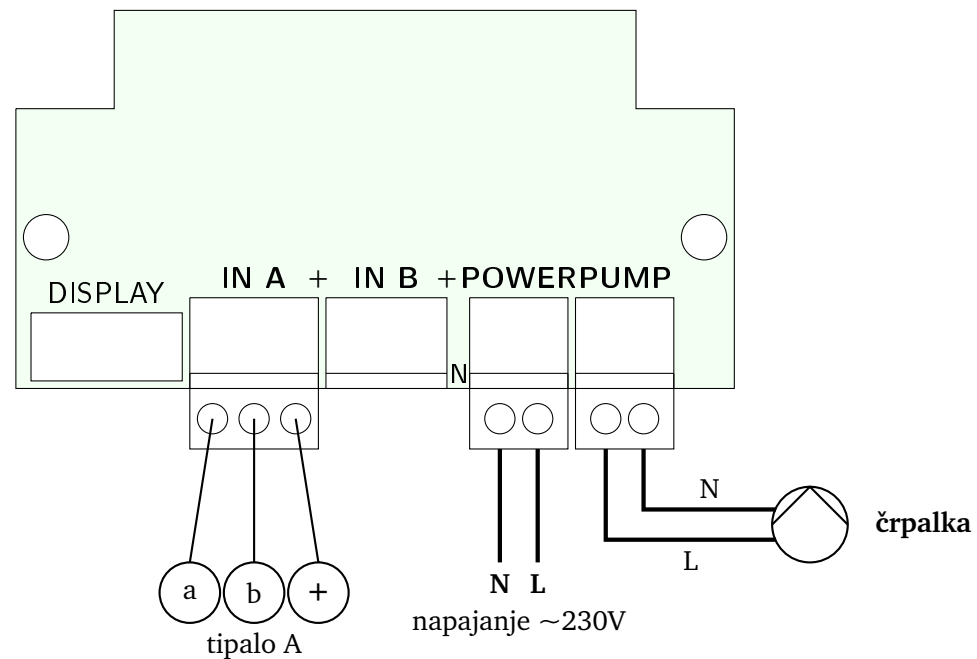 IN A + IN B +POWERPUMP
DISPLAY
N
N
črpalka
L
a b +
N L
napajanje ~230V
tipalo A